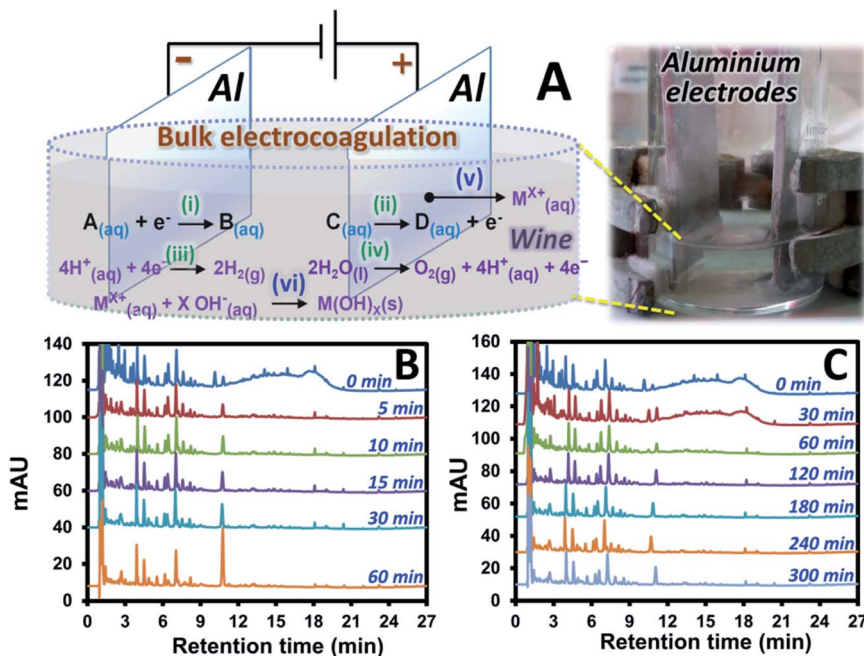 - +
Al Al A
Aluminium
electrodes
Bulk electrocoagulation
(i) (ii) (v)
A(aq) + e- → B(aq) C(aq) → D(aq) + e- M^X+(aq)
Wine
(iii) (iv)
4H⁺(aq) + 4e⁻ → 2H₂(g) 2H₂O(l) → O₂(g) + 4H⁺(aq) + 4e⁻
(vi)
M^X+(aq) + X OH⁻(aq) → M(OH)ₓ(s)
B
140
120
100
80
60
40
20
0
mAU
0 min
5 min
10 min
15 min
30 min
60 min
0 3 6 9 12 15 18 21 24 27
Retention time (min)
C
160
140
120
100
80
60
40
20
0
mAU
0 min
30 min
60 min
120 min
180 min
240 min
300 min
0 3 6 9 12 15 18 21 24 27
Retention time (min)